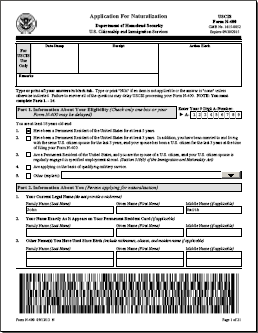 Application For Naturalization
USCIS
Form N-400
Department of Homeland Security
U.S. Citizenship and Immigration Services
For
USCIS
Use
Only
Date Stamp
Receipt
Action Block
Remarks
Type or print all your answers in black ink. Type or print "N/A" if an item is not applicable or the answer is "none" unless
otherwise indicated. Failure to answer all of the questions may delay USCIS processing your Form N-400. NOTE: You must
complete Parts 1 - 14.
Part 1. Information About Your Eligibility (Check only one box or your
Form N-400 may be delayed)
Enter Your 9 Digit A-Number:
A 1 2 3 4 5 6 7 8 9
You are at least 18 years old and
1. Have been a Permanent Resident of the United States for at least 5 years.
2. Have been a Permanent Resident of the United States for at least 3 years. In addition, you have been married to and living
with the same U.S. citizen spouse for the last 3 years, and your spouse has been a U.S. citizen for the last 3 years at the time
of filing your Form N-400.
3. Are a Permanent Resident of the United States, and you are the spouse of a U.S. citizen, and your U.S. citizen spouse is
regularly engaged in specified employment abroad. (Section 319(b) of the Immigration and Nationality Act)
4. Are applying on the basis of qualifying military service.
5. Other (explain):
Part 2. Information About You (Person applying for naturalization)
1. Your Current Legal Name (do not provide a nickname)
Family Name (Last Name)
Given Name (First Name)
Middle Name (if applicable)
John
Smith
2. Your Name Exactly As It Appears on Your Permanent Resident Card (if applicable)
Family Name (Last Name)
Given Name (First Name)
Middle Name (if applicable)
3. Other Name(s) You Have Used Since Birth (include nicknames, aliases, and maiden name, if applicable)
Family Name (Last Name)
Given Name (First Name)
Middle Name (if applicable)
Page 1 of 21